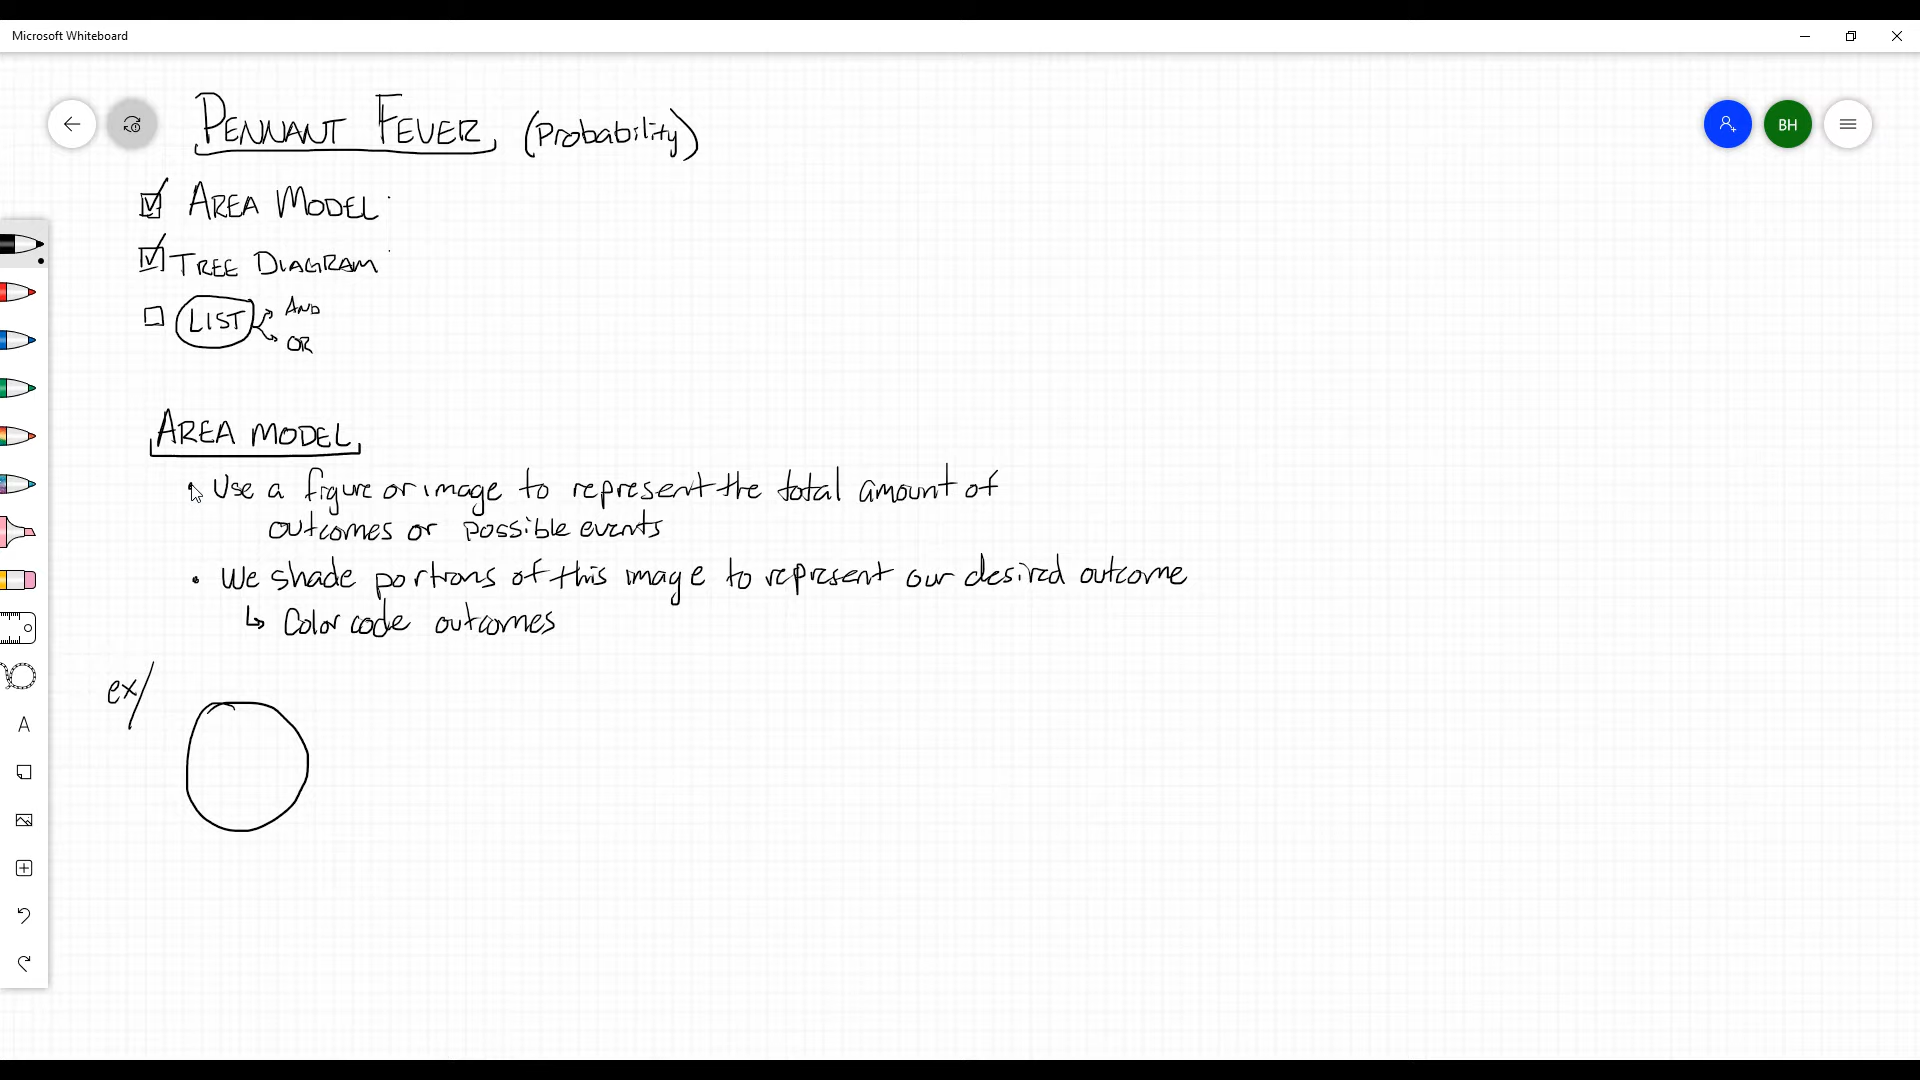 Microsoft Whiteboard
PENNANT FEVER (Probability)
BH
AREA MODEL
TREE DIAGRAM
LIST
AND
OR
AREA MODEL
• Use a figure or image to represent the total amount of
outcomes or possible events
• We shade portions of this image to represent our desired outcome
↳ Color code outcomes
ex/
A